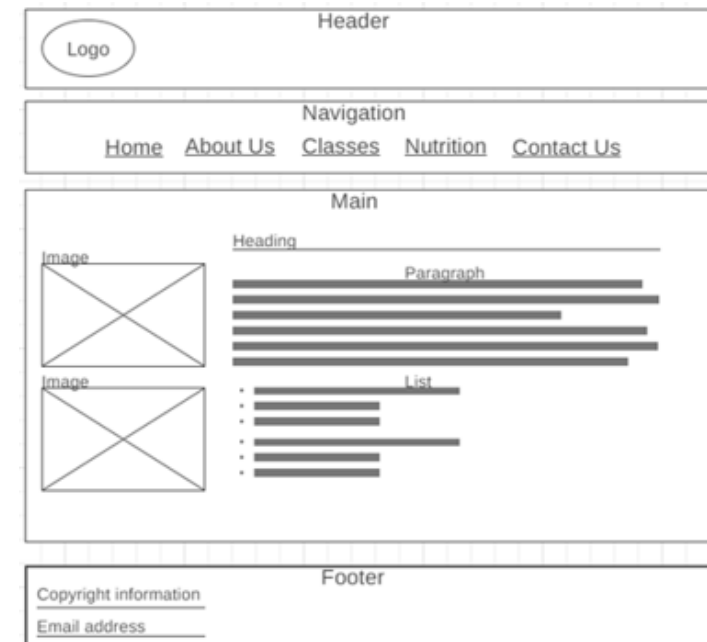 Header
Logo
Navigation
Home About Us Classes Nutrition Contact Us
Main
Heading
Image
Paragraph
Image
List
Footer
Copyright information
Email address